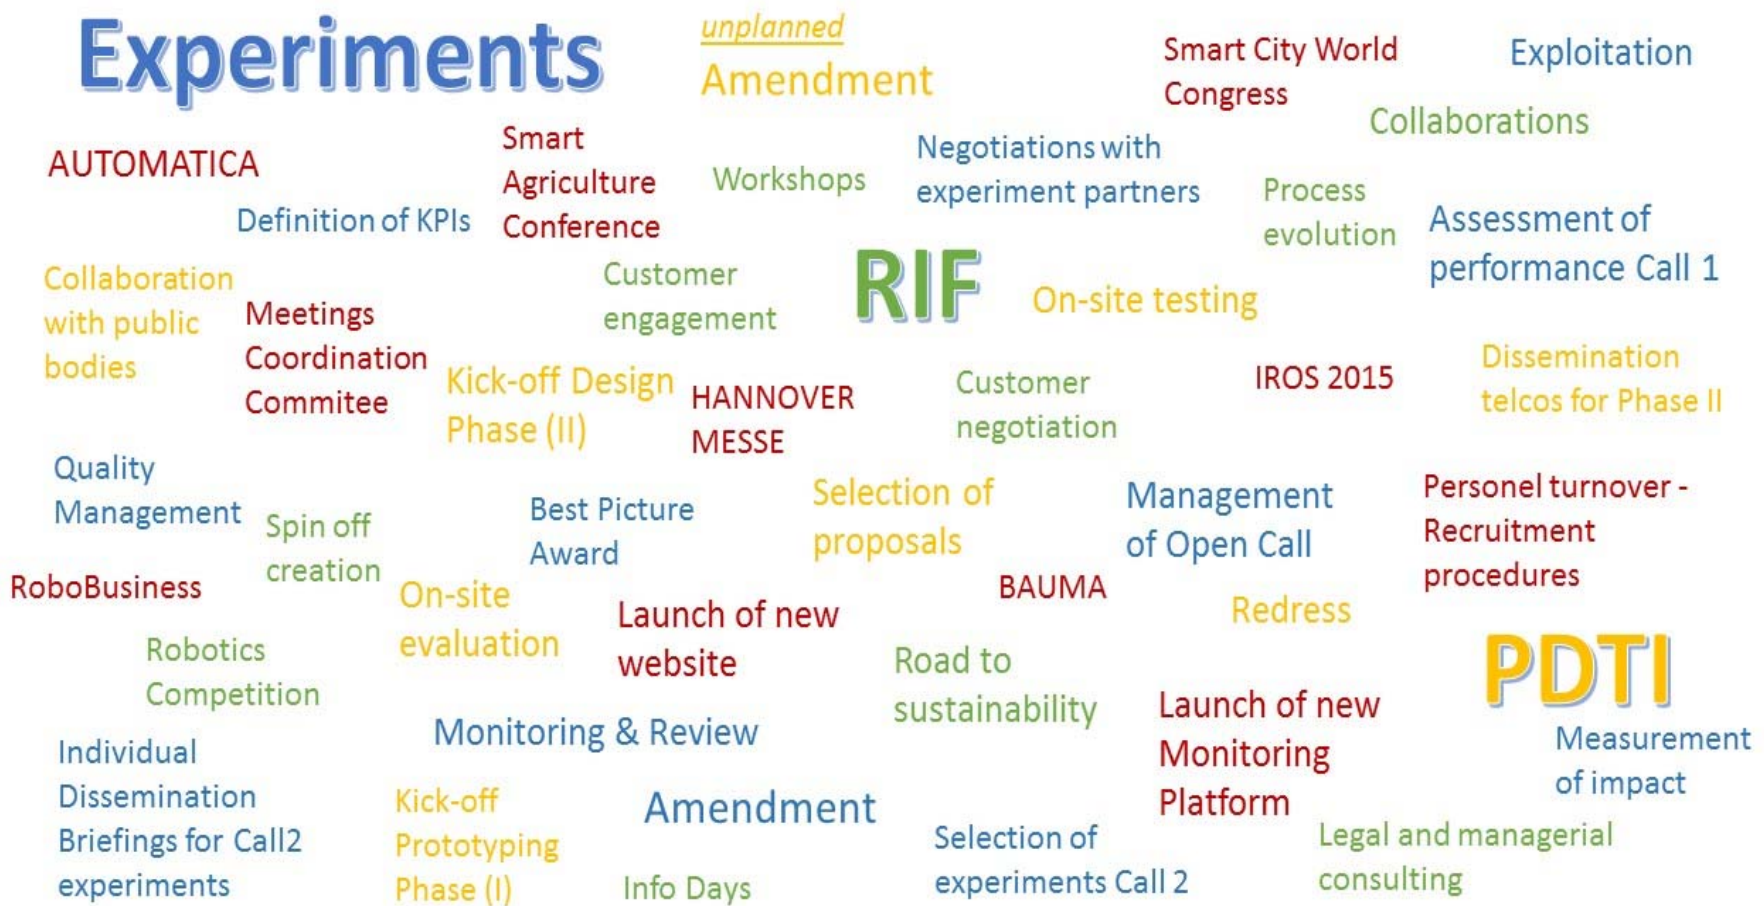 Experiments
unplanned
Amendment
Smart City World
Congress
Exploitation
Collaborations
AUTOMATICA
Smart
Agriculture
Conference
Workshops
Negotiations with
experiment partners
Process
evolution
Definition of KPIs
Assessment of
performance Call 1
Collaboration
with public
bodies
Meetings
Coordination
Commitee
Customer
engagement
RIF
On-site testing
Kick-off Design
Phase (II)
HANNOVER
MESSE
Customer
negotiation
IROS 2015
Dissemination
telcos for Phase II
Quality
Management
Spin off
creation
Best Picture
Award
Selection of
proposals
Management
of Open Call
Personel turnover -
Recruitment
procedures
RoboBusiness
On-site
evaluation
Launch of new
website
BAUMA
Redress
Robotics
Competition
Road to
sustainability
PDTI
Monitoring & Review
Launch of new
Monitoring
Platform
Measurement
of impact
Individual
Dissemination
Briefings for Call2
experiments
Kick-off
Prototyping
Phase (I)
Amendment
Info Days
Selection of
experiments Call 2
Legal and managerial
consulting